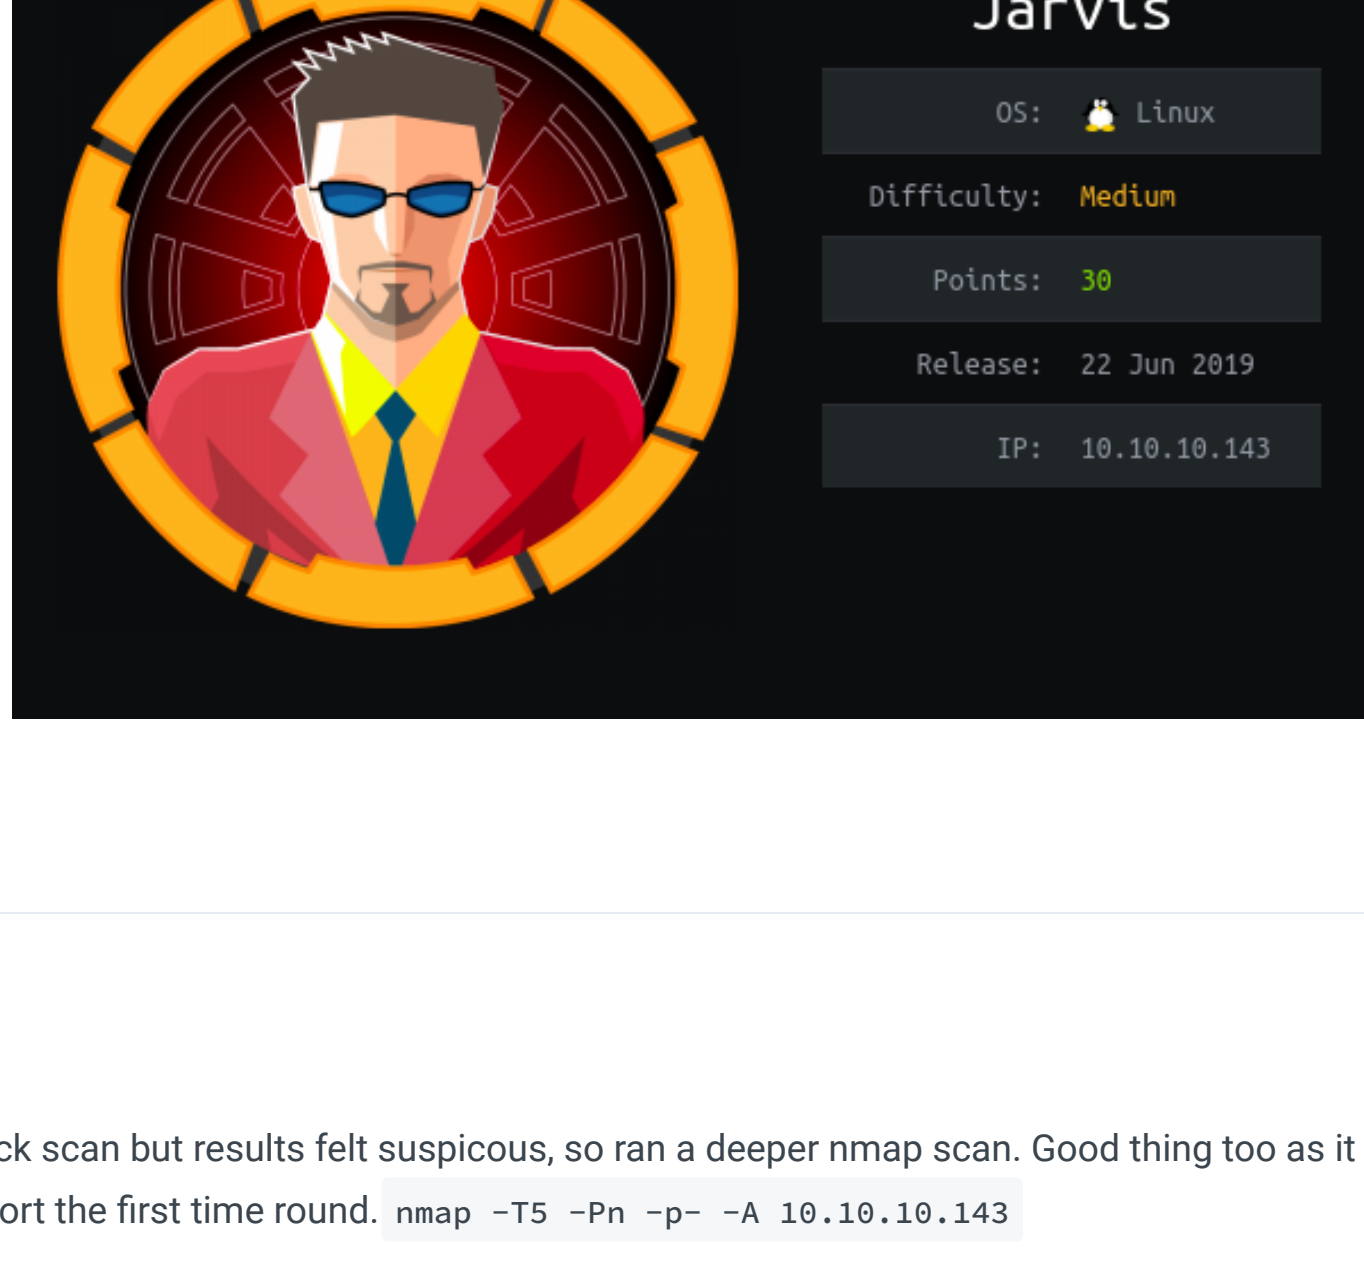 Jarvis
OS: Linux
Difficulty: Medium
Points: 30
Release: 22 Jun 2019
IP: 10.10.10.143
ck scan but results felt suspicous, so ran a deeper nmap scan. Good thing too as it
ort the first time round. nmap -T5 -Pn -p- -A 10.10.10.143